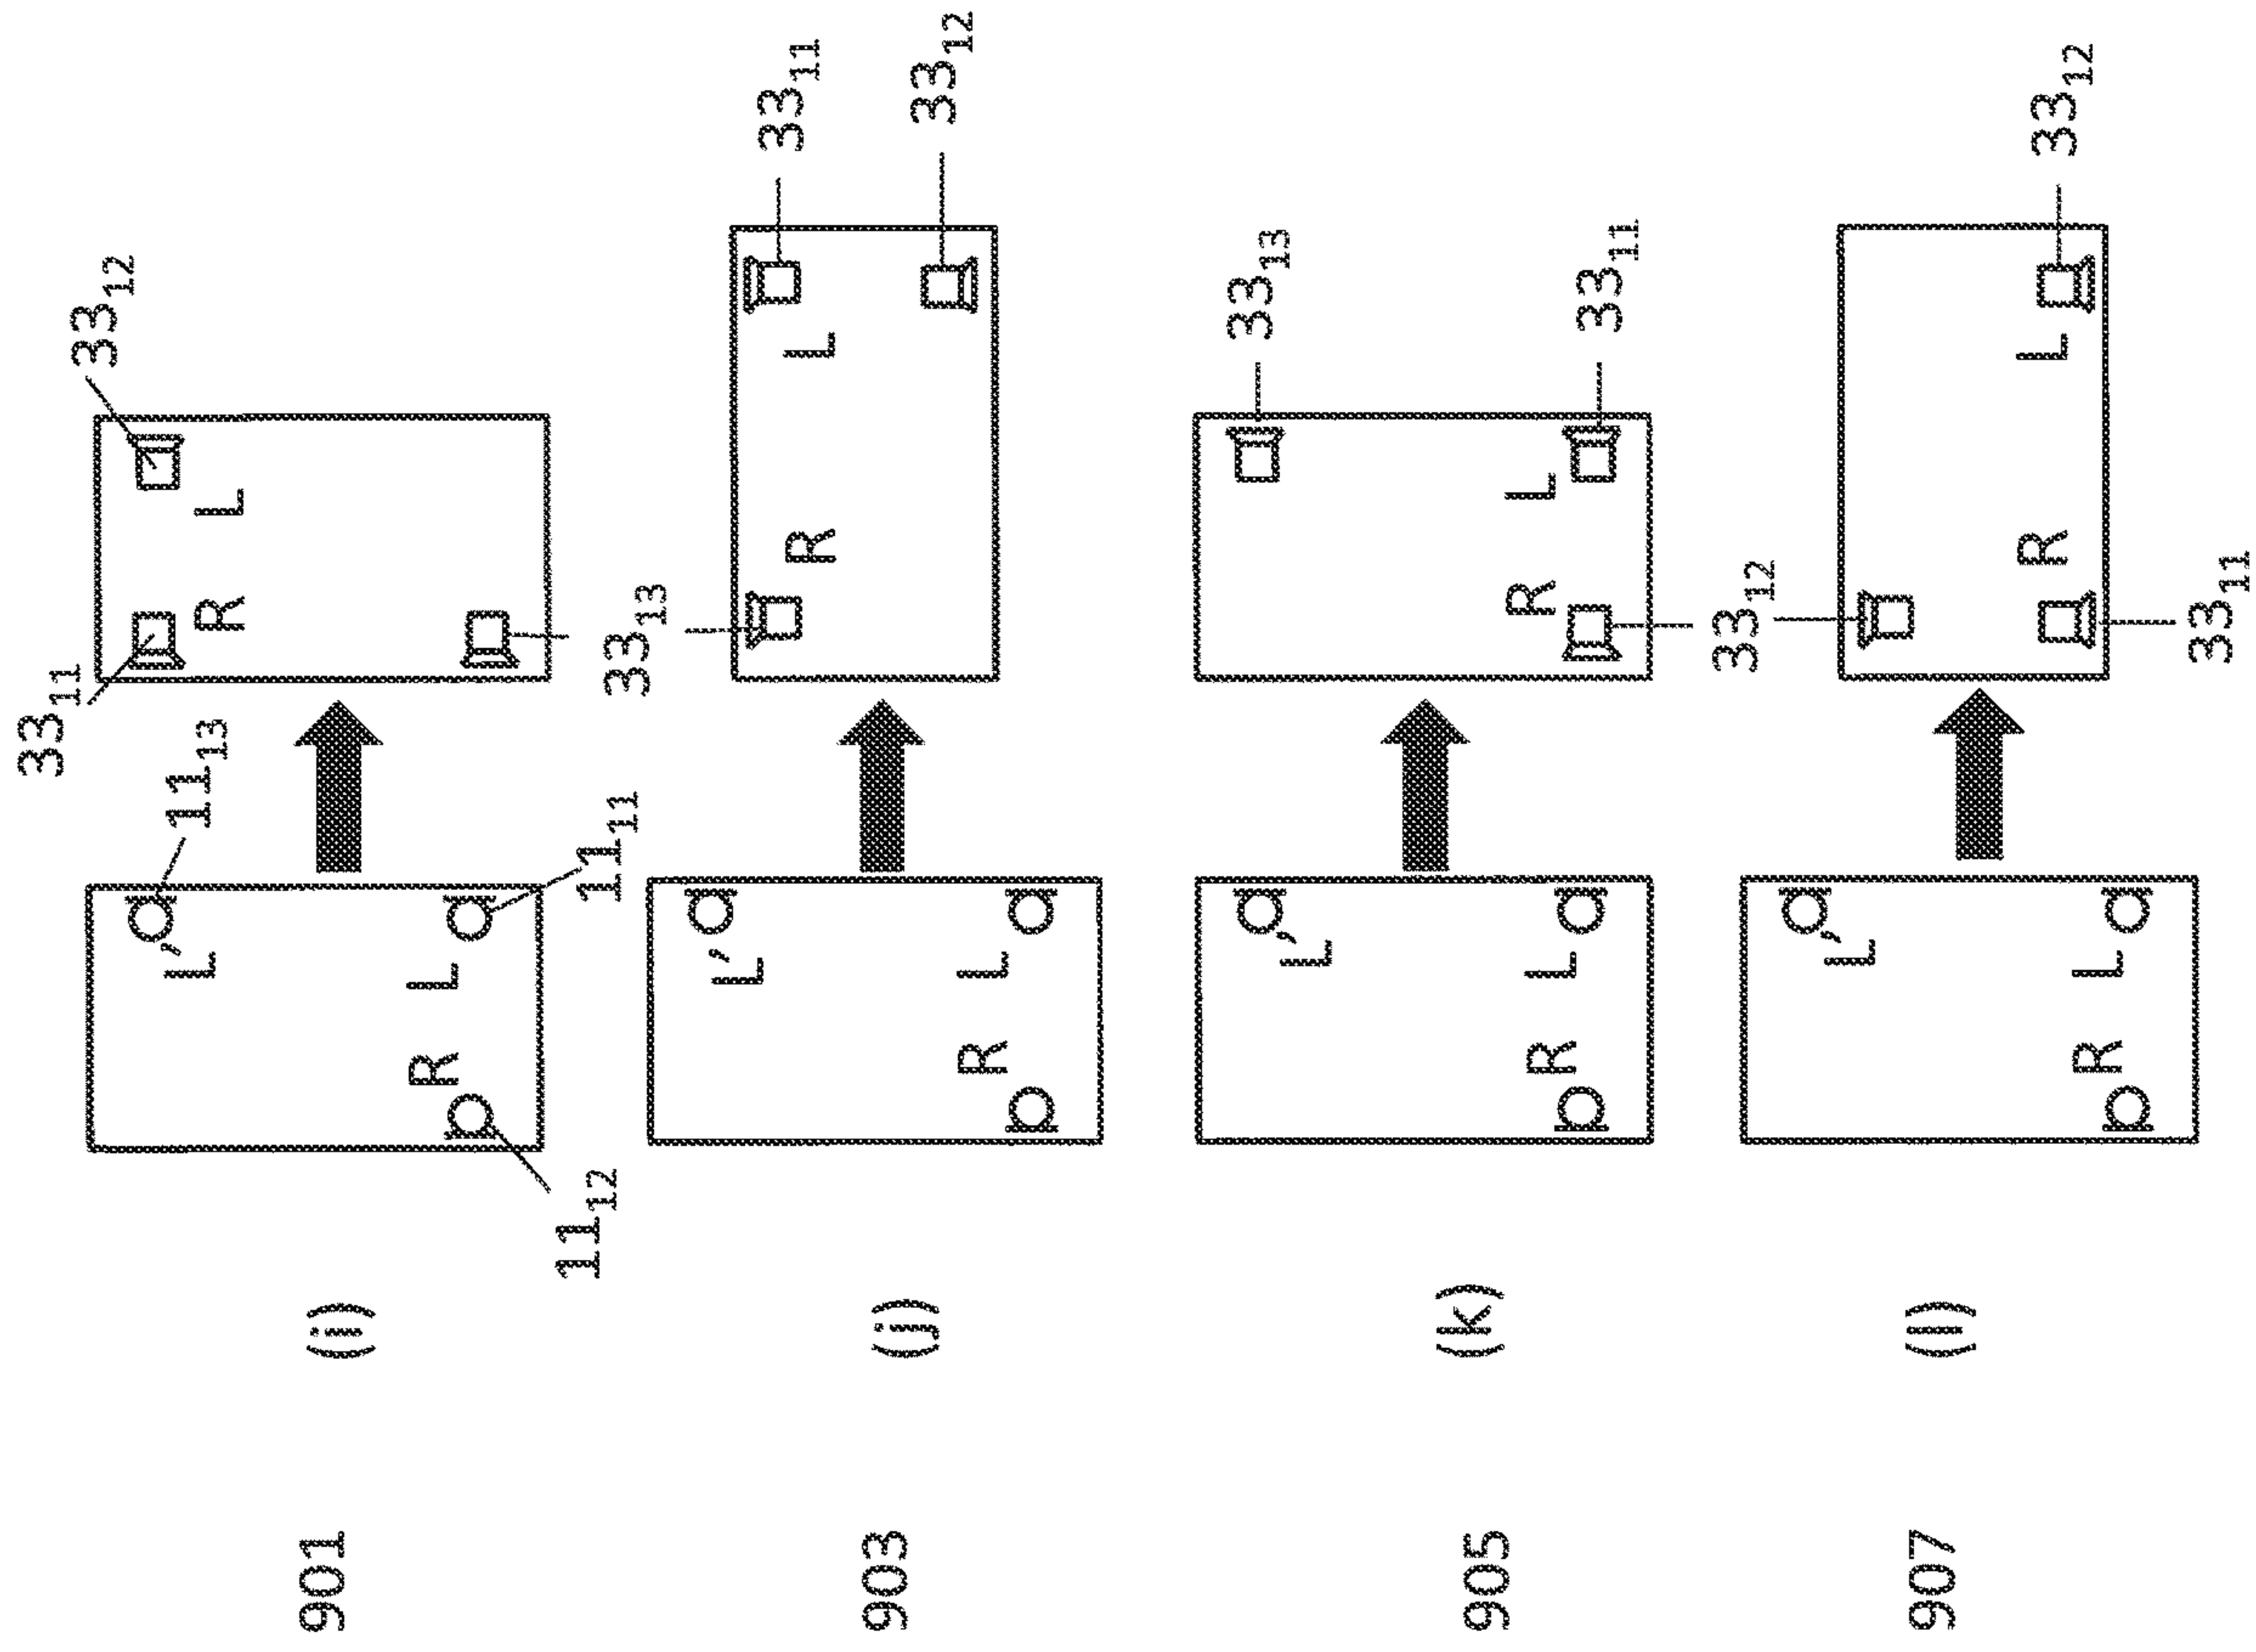 33₁₁
33₁₂
L' 11₁₃
R L
901 (i)
R L
11₁₂ 11₁₁
33₁₃
L'
33₁₁
R L
903 (j)
33₁₂
R L
33₁₃
L'
905 (k)
R L R L
33₁₁
33₁₂
L'
907 (l)
R L
33₁₂
R L
33₁₁